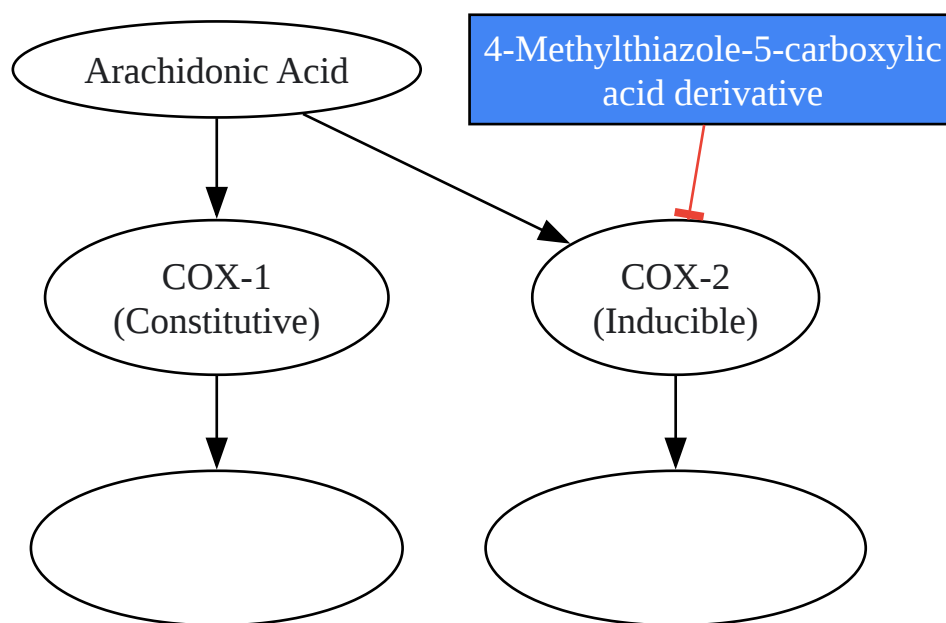 Arachidonic Acid
4-Methylthiazole-5-carboxylic
acid derivative
COX-1
(Constitutive)
COX-2
(Inducible)